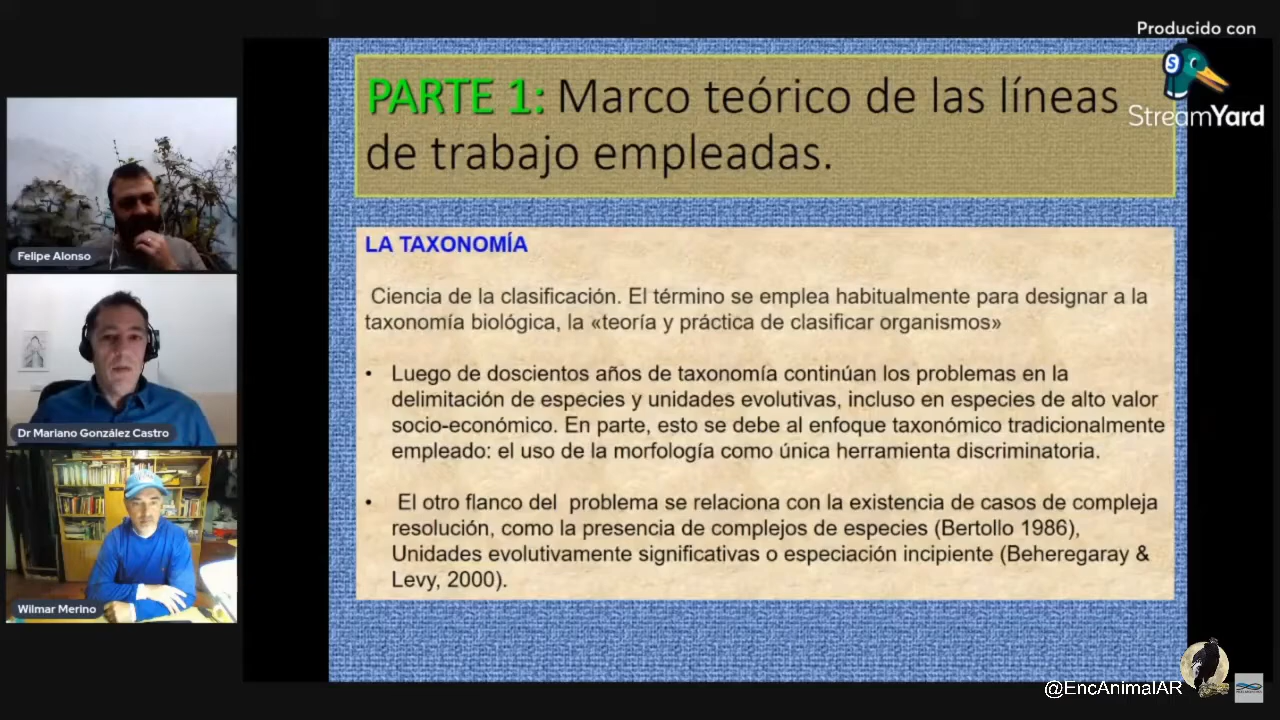 Producido con
StreamYard
PARTE 1: Marco teórico de las líneas
de trabajo empleadas.
LA TAXONOMÍA
Ciencia de la clasificación. El término se emplea habitualmente para designar a la
taxonomía biológica, la «teoría y práctica de clasificar organismos»
• Luego de doscientos años de taxonomía continúan los problemas en la
delimitación de especies y unidades evolutivas, incluso en especies de alto valor
socio-económico. En parte, esto se debe al enfoque taxonómico tradicionalmente
empleado: el uso de la morfología como única herramienta discriminatoria.
• El otro flanco del problema se relaciona con la existencia de casos de compleja
resolución, como la presencia de complejos de especies (Bertollo 1986),
Unidades evolutivamente significativas o especiación incipiente (Beheregaray &
Levy, 2000).
Felipe Alonso
Dr Mariano González Castro
Wilmar Merino
@EncAnimalAR